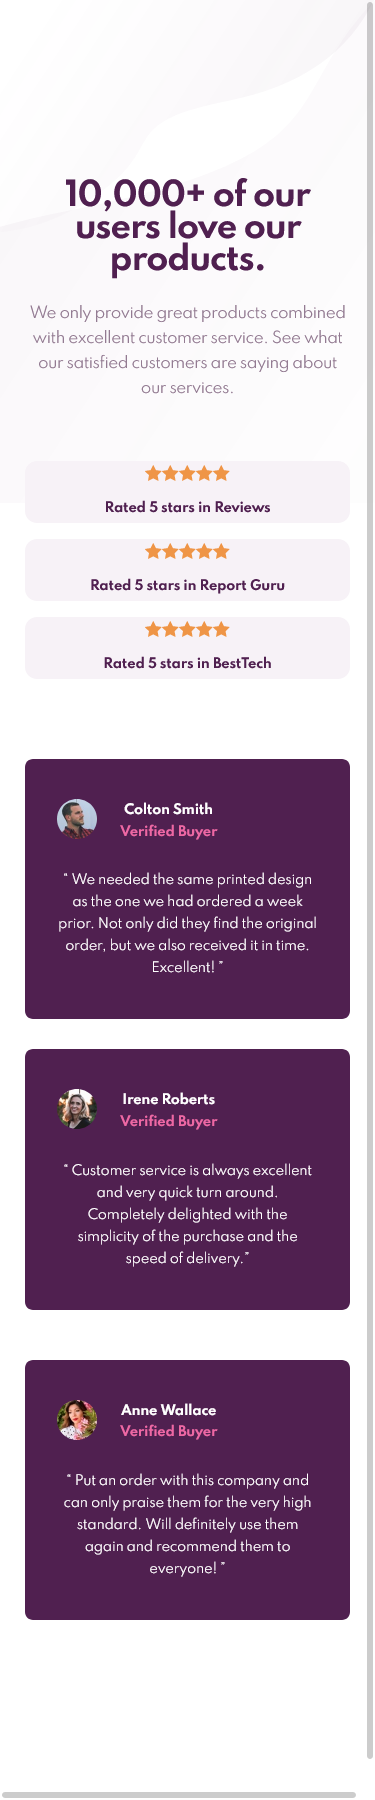 10,000+ of our
users love our
products.
We only provide great products combined
with excellent customer service. See what
our satisfied customers are saying about
our services.
Rated 5 stars in Reviews
Rated 5 stars in Report Guru
Rated 5 stars in BestTech
Colton Smith
Verified Buyer
“ We needed the same printed design
as the one we had ordered a week
prior. Not only did they find the original
order, but we also received it in time.
Excellent! ”
Irene Roberts
Verified Buyer
“ Customer service is always excellent
and very quick turn around.
Completely delighted with the
simplicity of the purchase and the
speed of delivery.”
Anne Wallace
Verified Buyer
“ Put an order with this company and
can only praise them for the very high
standard. Will definitely use them
again and recommend them to
everyone! ”